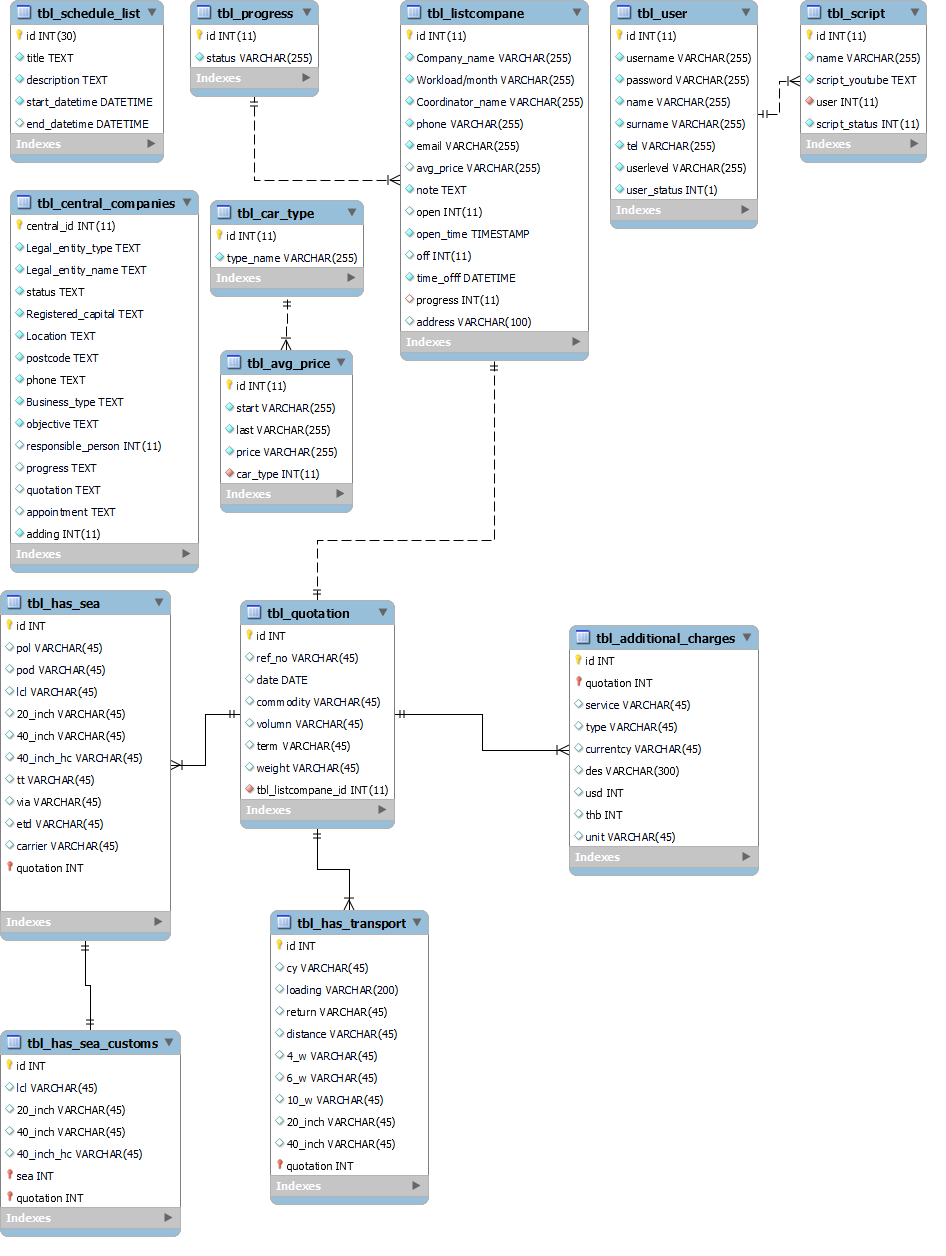 tbl_schedule_list
id INT(30)
title TEXT
description TEXT
start_datetime DATETIME
end_datetime DATETIME
Indexes
tbl_progress
id INT(11)
status VARCHAR(255)
Indexes
tbl_listcompane
id INT(11)
Company_name VARCHAR(255)
Workload/month VARCHAR(255)
Coordinator_name VARCHAR(255)
phone VARCHAR(255)
email VARCHAR(255)
avg_price VARCHAR(255)
note TEXT
open INT(11)
open_time TIMESTAMP
off INT(11)
time_offf DATETIME
progress INT(11)
address VARCHAR(100)
Indexes
tbl_user
id INT(11)
username VARCHAR(255)
password VARCHAR(255)
name VARCHAR(255)
surname VARCHAR(255)
tel VARCHAR(255)
userlevel VARCHAR(255)
user_status INT(1)
Indexes
tbl_script
id INT(11)
name VARCHAR(255)
script_youtube TEXT
user INT(11)
script_status INT(11)
Indexes
tbl_central_companies
central_id INT(11)
Legal_entity_type TEXT
Legal_entity_name TEXT
status TEXT
Registered_capital TEXT
Location TEXT
postcode TEXT
phone TEXT
Business_type TEXT
objective TEXT
responsible_person INT(11)
progress TEXT
quotation TEXT
appointment TEXT
adding INT(11)
Indexes
tbl_car_type
id INT(11)
type_name VARCHAR(255)
Indexes
tbl_avg_price
id INT(11)
start VARCHAR(255)
last VARCHAR(255)
price VARCHAR(255)
car_type INT(11)
Indexes
tbl_has_sea
id INT
pol VARCHAR(45)
pod VARCHAR(45)
lcl VARCHAR(45)
20_inch VARCHAR(45)
40_inch VARCHAR(45)
40_inch_hc VARCHAR(45)
tt VARCHAR(45)
via VARCHAR(45)
etd VARCHAR(45)
carrier VARCHAR(45)
quotation INT
Indexes
tbl_quotation
id INT
ref_no VARCHAR(45)
date DATE
commodity VARCHAR(45)
volumn VARCHAR(45)
term VARCHAR(45)
weight VARCHAR(45)
tbl_listcompane_id INT(11)
Indexes
tbl_additional_charges
id INT
quotation INT
service VARCHAR(45)
type VARCHAR(45)
currentcy VARCHAR(45)
des VARCHAR(300)
usd INT
thb INT
unit VARCHAR(45)
Indexes
tbl_has_transport
id INT
cy VARCHAR(45)
loading VARCHAR(200)
return VARCHAR(45)
distance VARCHAR(45)
4_w VARCHAR(45)
6_w VARCHAR(45)
10_w VARCHAR(45)
20_inch VARCHAR(45)
40_inch VARCHAR(45)
quotation INT
Indexes
tbl_has_sea_customs
id INT
lcl VARCHAR(45)
20_inch VARCHAR(45)
40_inch VARCHAR(45)
40_inch_hc VARCHAR(45)
sea INT
quotation INT
Indexes